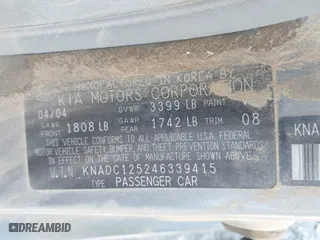 MANUFACTURED IN KOREA BY
KIA MOTORS CORPORATION
04/04 GVWR 3399 LB PAINT
GAWR FRONT 1808 LB GAWR REAR 1742 LB TRIM 08
THIS VEHICLE CONFORMS TO ALL APPLICABLE
U.S.A. FEDERAL MOTOR VEHICLE
SAFETY, BUMPER, AND THEFT
PREVENTION STANDARDS IN EFFECT ON THE
DATE OF MANUFACTURE SHOWN ABOVE
V.I.N KNADC125246339415
TYPE PASSENGER CAR
KNA
DC